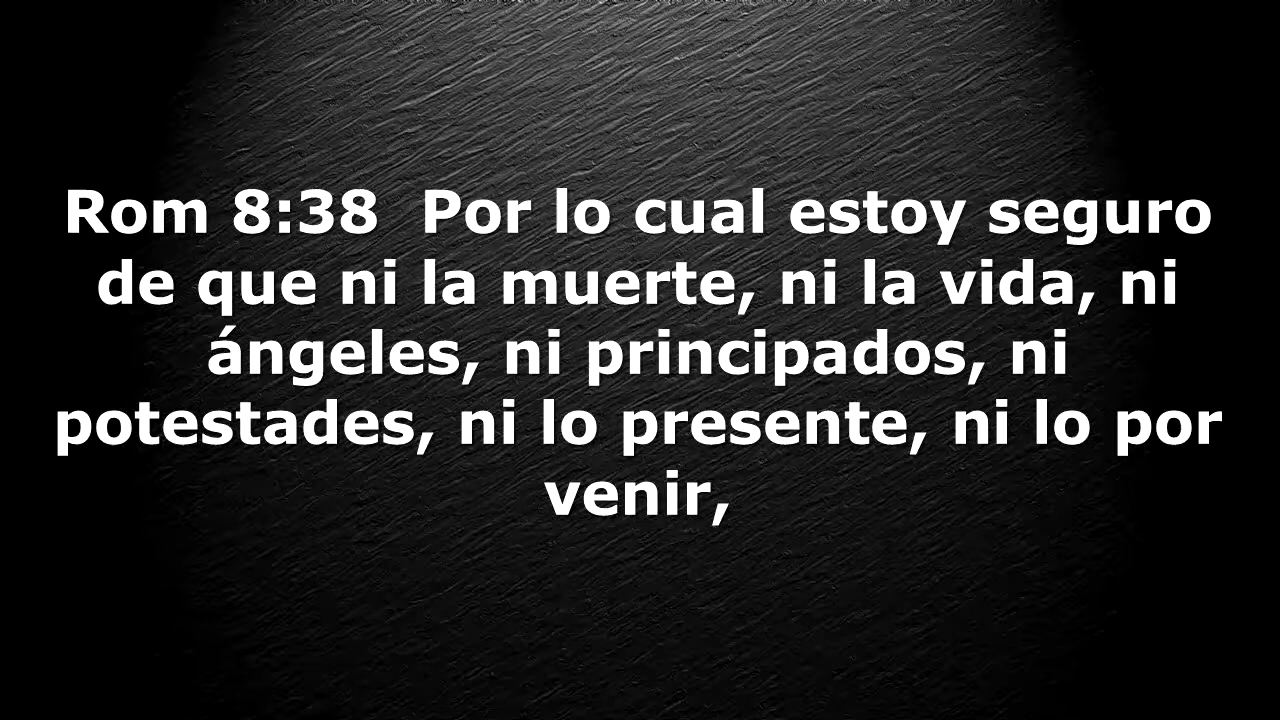 Rom 8:38  Por lo cual estoy seguro
de que ni la muerte, ni la vida, ni
ángeles, ni principados, ni
potestades, ni lo presente, ni lo por
venir,